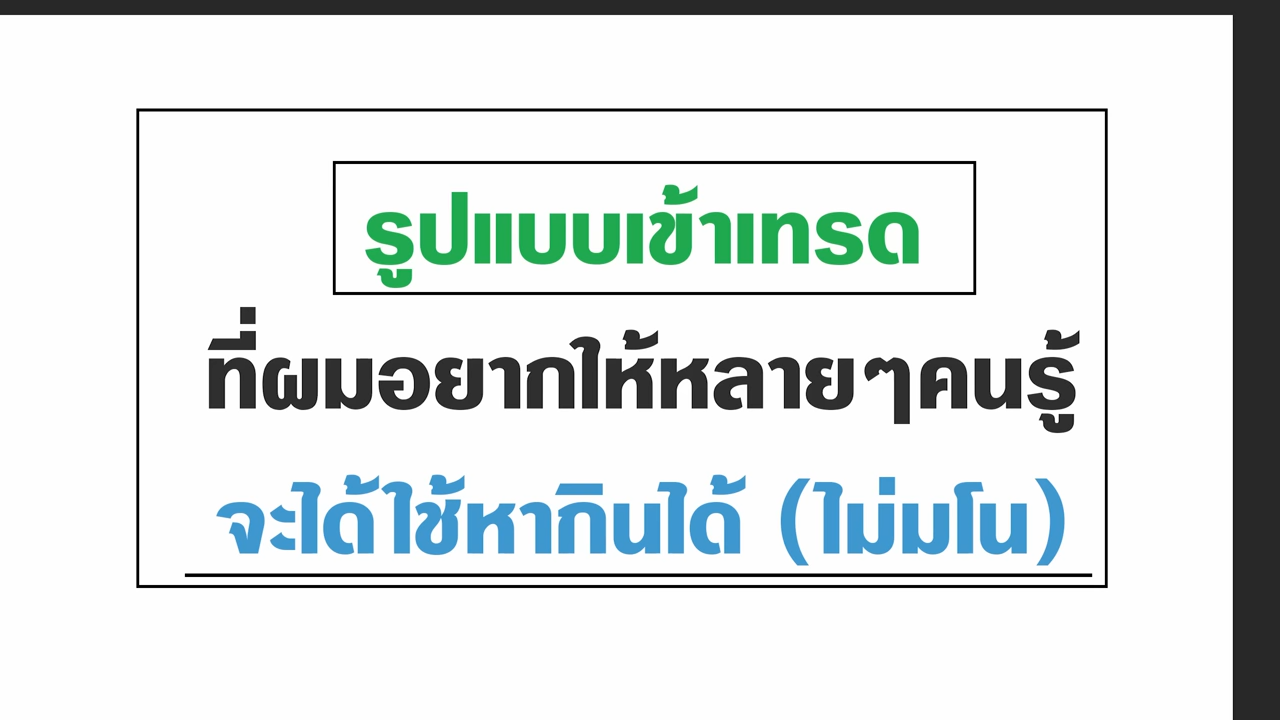 รูปแบบเข้าเทรด
ที่ผมอยากให้หลายๆคนรู้
จะได้ใช้หากินได้ (ไม่มโน)